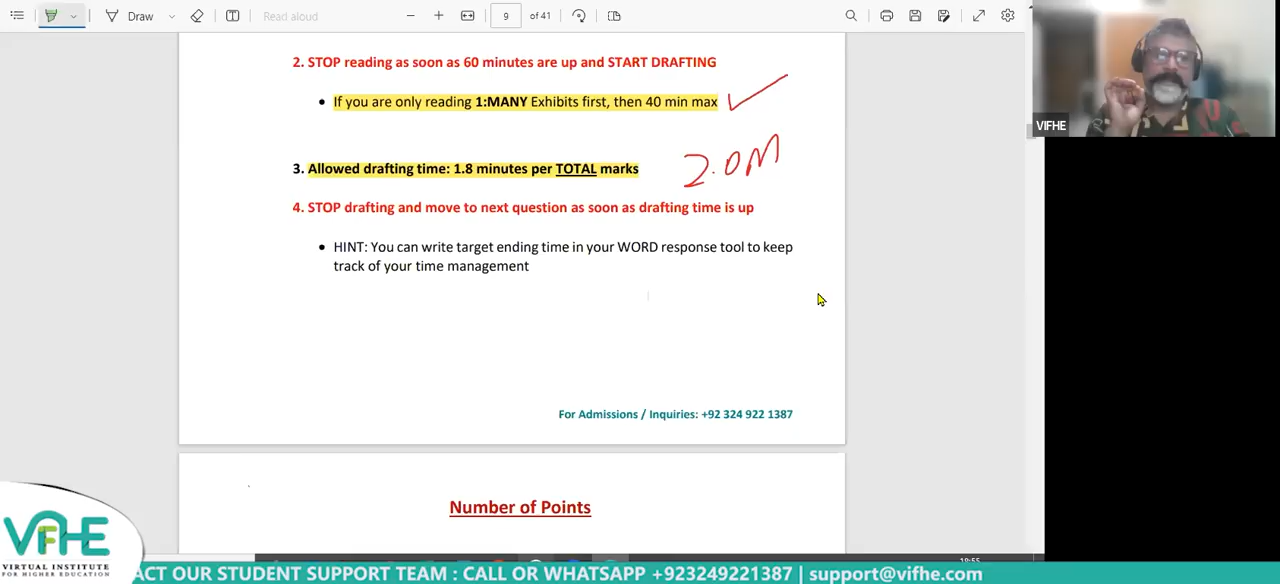 Draw
Read aloud
9 of 41
2. STOP reading as soon as 60 minutes are up and START DRAFTING
• If you are only reading 1:MANY Exhibits first, then 40 min max
VIFHE
3. Allowed drafting time: 1.8 minutes per TOTAL marks
2.0M
4. STOP drafting and move to next question as soon as drafting time is up
• HINT: You can write target ending time in your WORD response tool to keep
track of your time management
For Admissions / Inquiries: +92 324 922 1387
Number of Points
VFHE
VIRTUAL INSTITUTE
FOR HIGHER EDUCATION
ACT OUR STUDENT SUPPORT TEAM : CALL OR WHATSAPP +923249221387 | support@vifhe.com